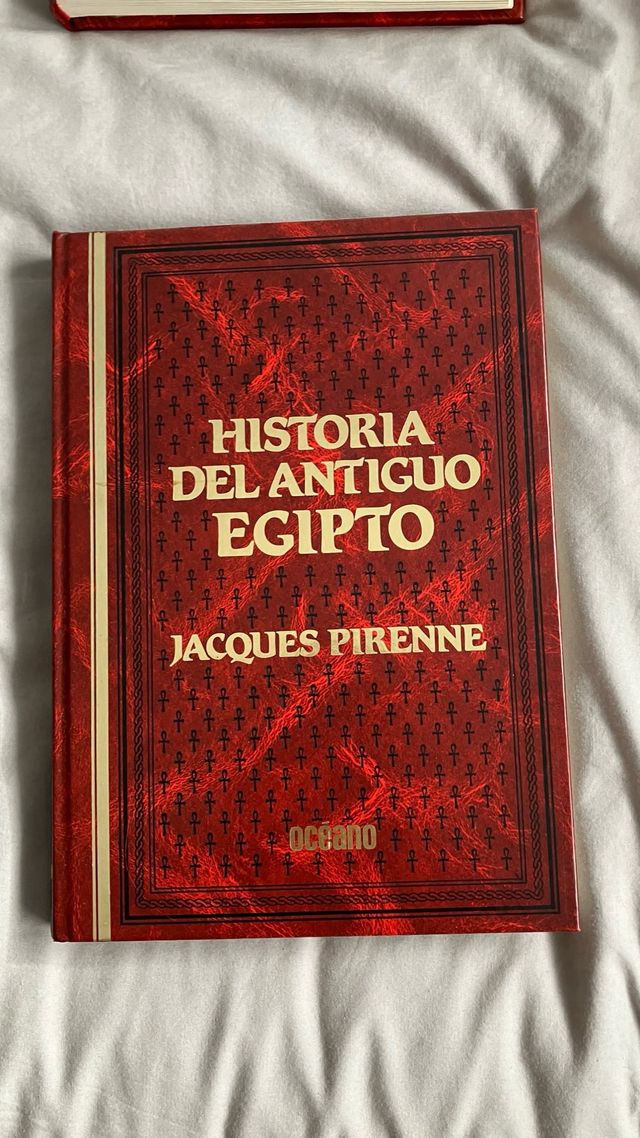 HISTORIA
DEL ANTIGUO
EGIPTO
JACQUES PIRENNE
océano